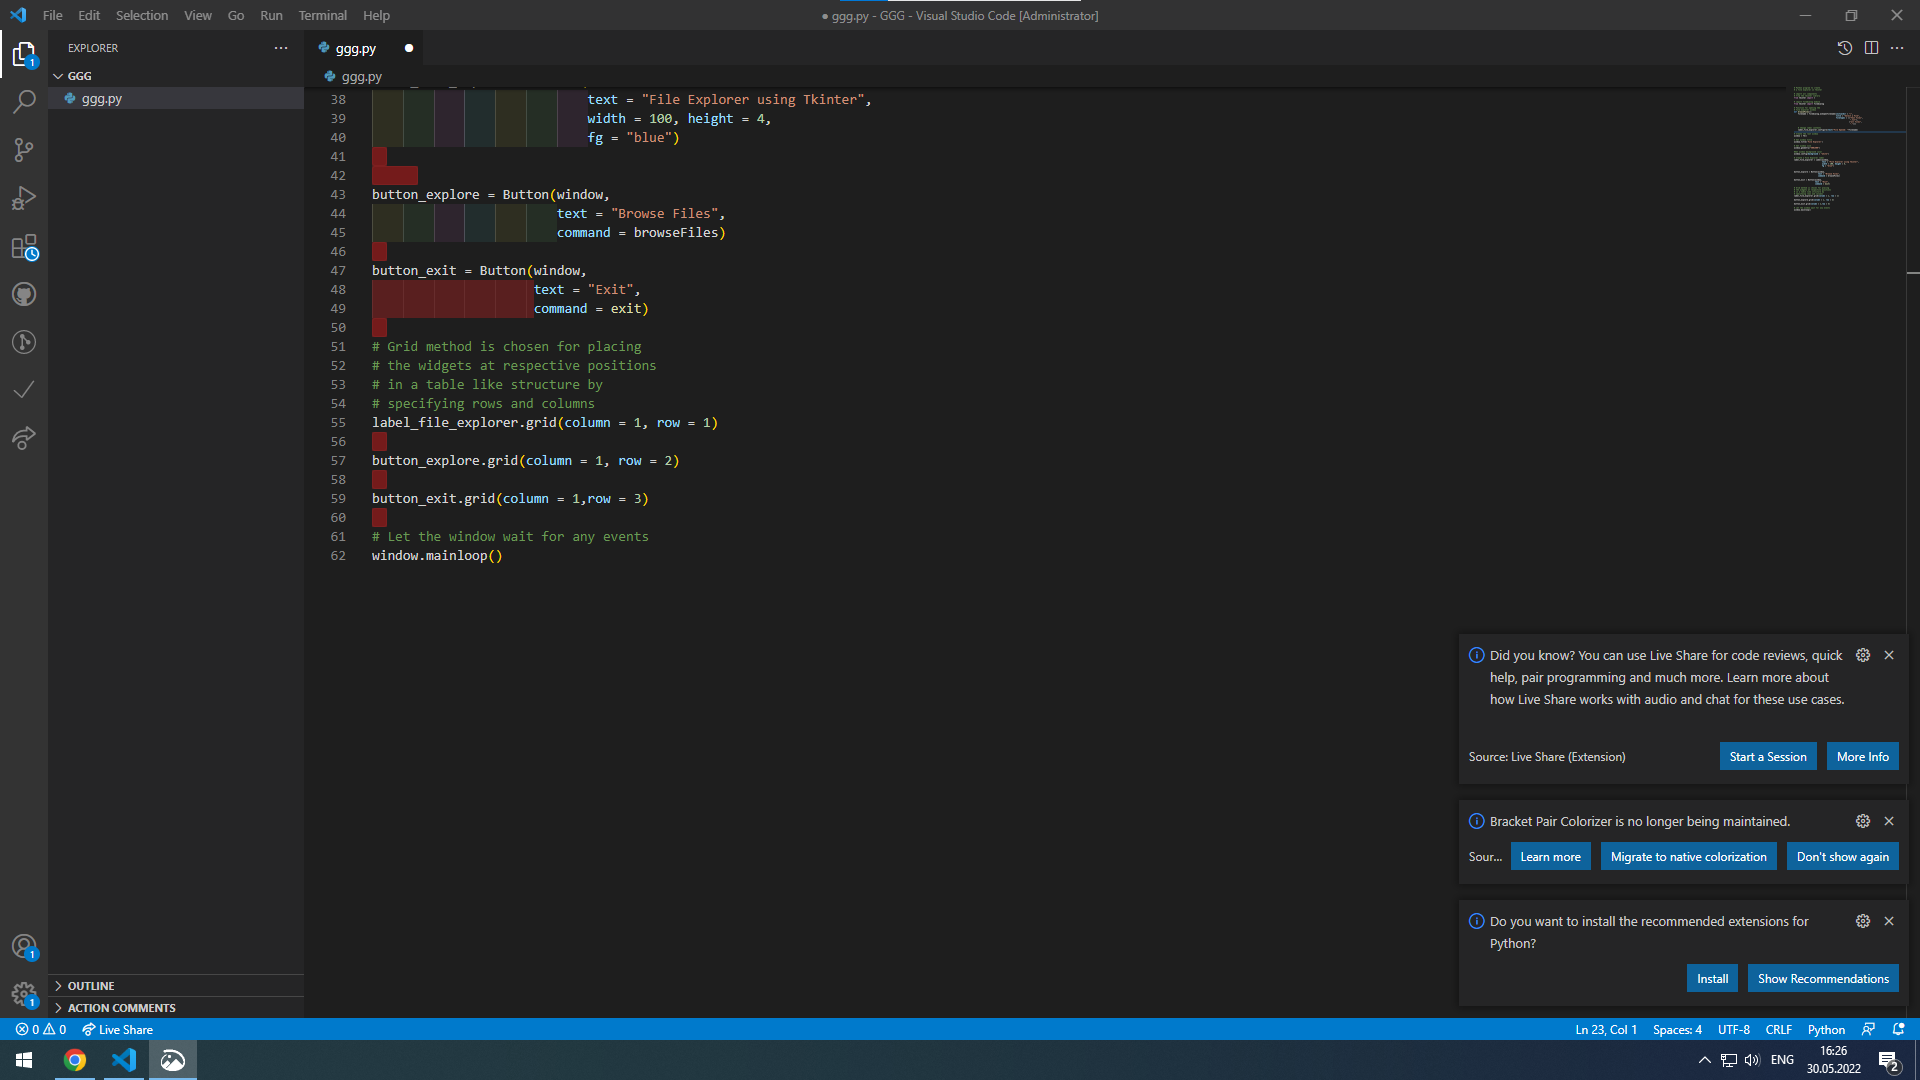 File Edit Selection View Go Run Terminal Help
● ggg.py - GGG - Visual Studio Code [Administrator]
EXPLORER
ggg.py
GGG
ggg.py
ggg.py
38 text = "File Explorer using Tkinter",
39 width = 100, height = 4,
40 fg = "blue")
41
42
43 button_explore = Button(window,
44 text = "Browse Files",
45 command = browseFiles)
46
47 button_exit = Button(window,
48 text = "Exit",
49 command = exit)
50
51 # Grid method is chosen for placing
52 # the widgets at respective positions
53 # in a table like structure by
54 # specifying rows and columns
55 label_file_explorer.grid(column = 1, row = 1)
56
57 button_explore.grid(column = 1, row = 2)
58
59 button_exit.grid(column = 1,row = 3)
60
61 # Let the window wait for any events
62 window.mainloop()
Did you know? You can use Live Share for code reviews, quick
help, pair programming and much more. Learn more about
how Live Share works with audio and chat for these use cases.
Source: Live Share (Extension) Start a Session More Info
Bracket Pair Colorizer is no longer being maintained.
Sour... Learn more Migrate to native colorization Don't show again
Do you want to install the recommended extensions for
Python?
Install Show Recommendations
1
1
1
OUTLINE
ACTION COMMENTS
0 0 Live Share Ln 23, Col 1 Spaces: 4 UTF-8 CRLF Python
ENG 16:26
30.05.2022
2